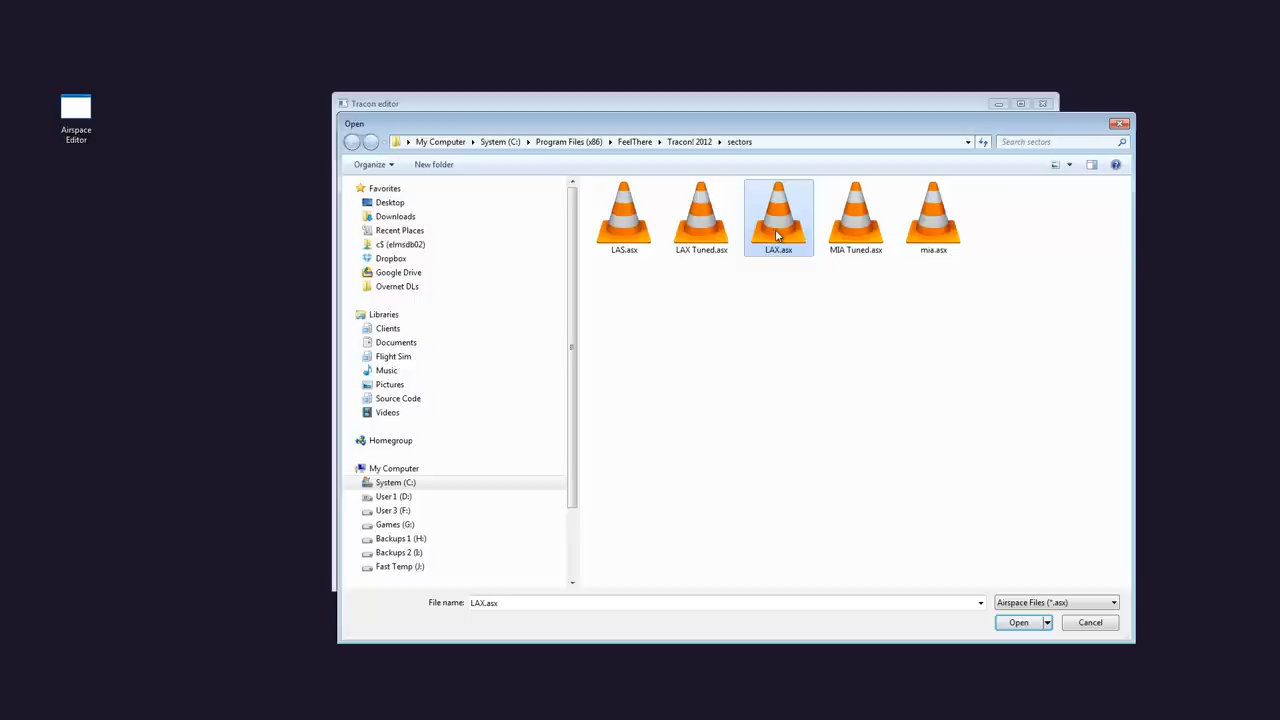 Airspace
Editor
Tracon editor
Open
My Computer System (C:) Program Files (x86) FeelThere Tracon! 2012 sectors
Search sectors
Organize New folder
Favorites
Desktop
Downloads
Recent Places
c$ (elmsdb02)
Dropbox
Google Drive
Overnet DLs
Libraries
Clients
Documents
Flight Sim
Music
Pictures
Source Code
Videos
Homegroup
My Computer
System (C:)
User 1 (D:)
User 3 (F:)
Games (G:)
Backups 1 (H:)
Backups 2 (I:)
Fast Temp (J:)
LAS.asx LAX Tuned.asx LAX.asx MIA Tuned.asx mia.asx
File name: LAX.asx Airspace Files (*.asx)
Open Cancel